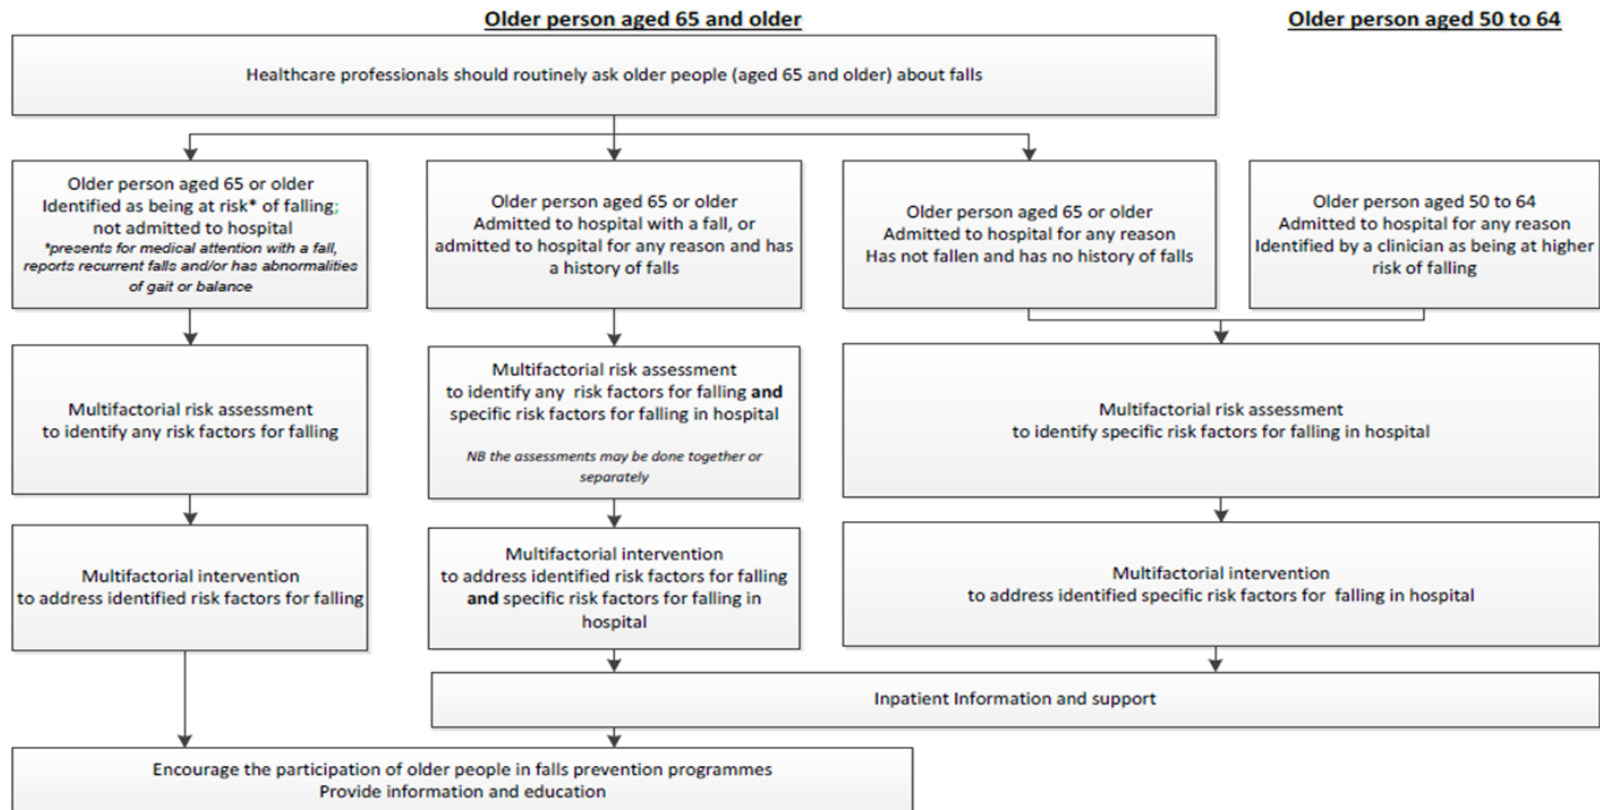 Older person aged 65 and older
Older person aged 50 to 64
Healthcare professionals should routinely ask older people (aged 65 and older) about falls
Older person aged 65 or older
Identified as being at risk* of falling;
not admitted to hospital
*presents for medical attention with a fall,
reports recurrent falls and/or has abnormalities
of gait or balance
Older person aged 65 or older
Admitted to hospital with a fall, or
admitted to hospital for any reason and has
a history of falls
Older person aged 65 or older
Admitted to hospital for any reason
Has not fallen and has no history of falls
Older person aged 50 to 64
Admitted to hospital for any reason
Identified by a clinician as being at higher
risk of falling
Multifactorial risk assessment
to identify any risk factors for falling
Multifactorial risk assessment
to identify any risk factors for falling and
specific risk factors for falling in hospital
NB the assessments may be done together or
separately
Multifactorial risk assessment
to identify specific risk factors for falling in hospital
Multifactorial intervention
to address identified risk factors for falling
Multifactorial intervention
to address identified risk factors for falling
and specific risk factors for falling in
hospital
Multifactorial intervention
to address identified specific risk factors for falling in hospital
Inpatient Information and support
Encourage the participation of older people in falls prevention programmes
Provide information and education